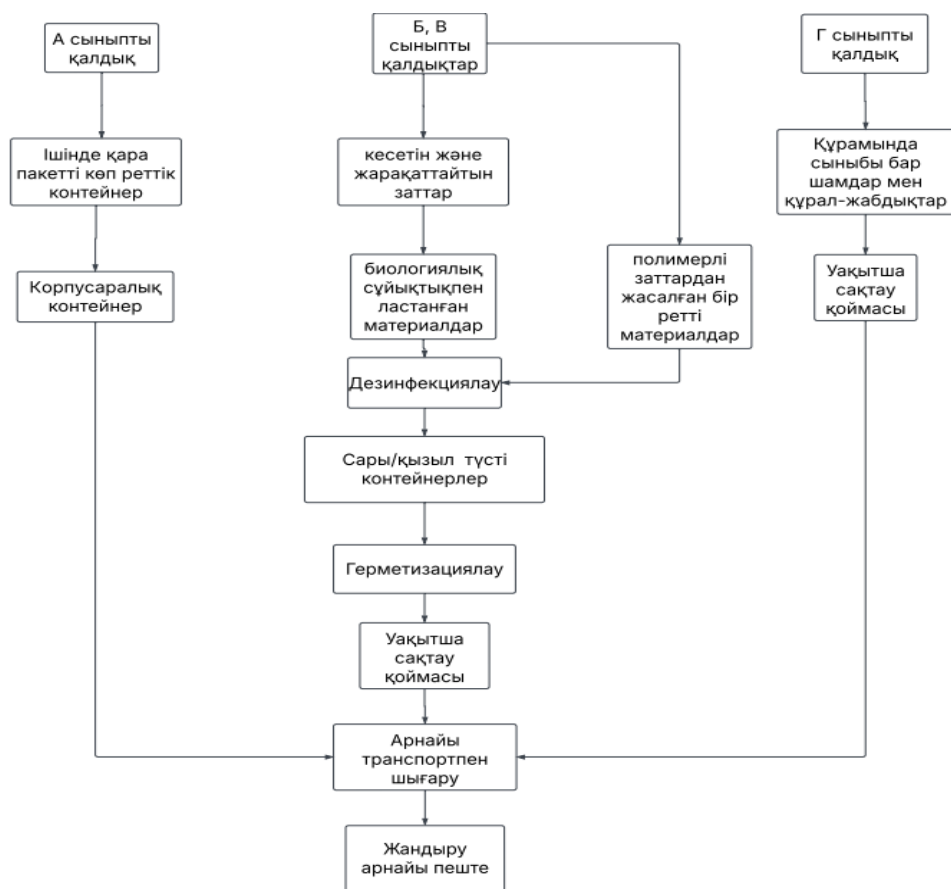 А сыныпты
қалдық
Б, В
сыныпты
қалдықтар
Г сыныпты
қалдық
Ішінде қара
пакетті көп реттік
контейнер
кесетін және
жарақаттайтын
заттар
Құрамында
сыныбы бар
шамдар мен
құрал-жабдықтар
Корпусаралық
контейнер
биологиялық
сұйықтықпен
ластанған
материалдар
полимерлі
заттардан
жасалған бір
ретті
материалдар
Уақытша
сақтау
қоймасы
Дезинфекциялау
Сары/қызыл түсті
контейнерлер
Герметизациялау
Уақытша
сақтау
қоймасы
Арнайы
транспортпен
шығару
Жандыру
арнайы пеште